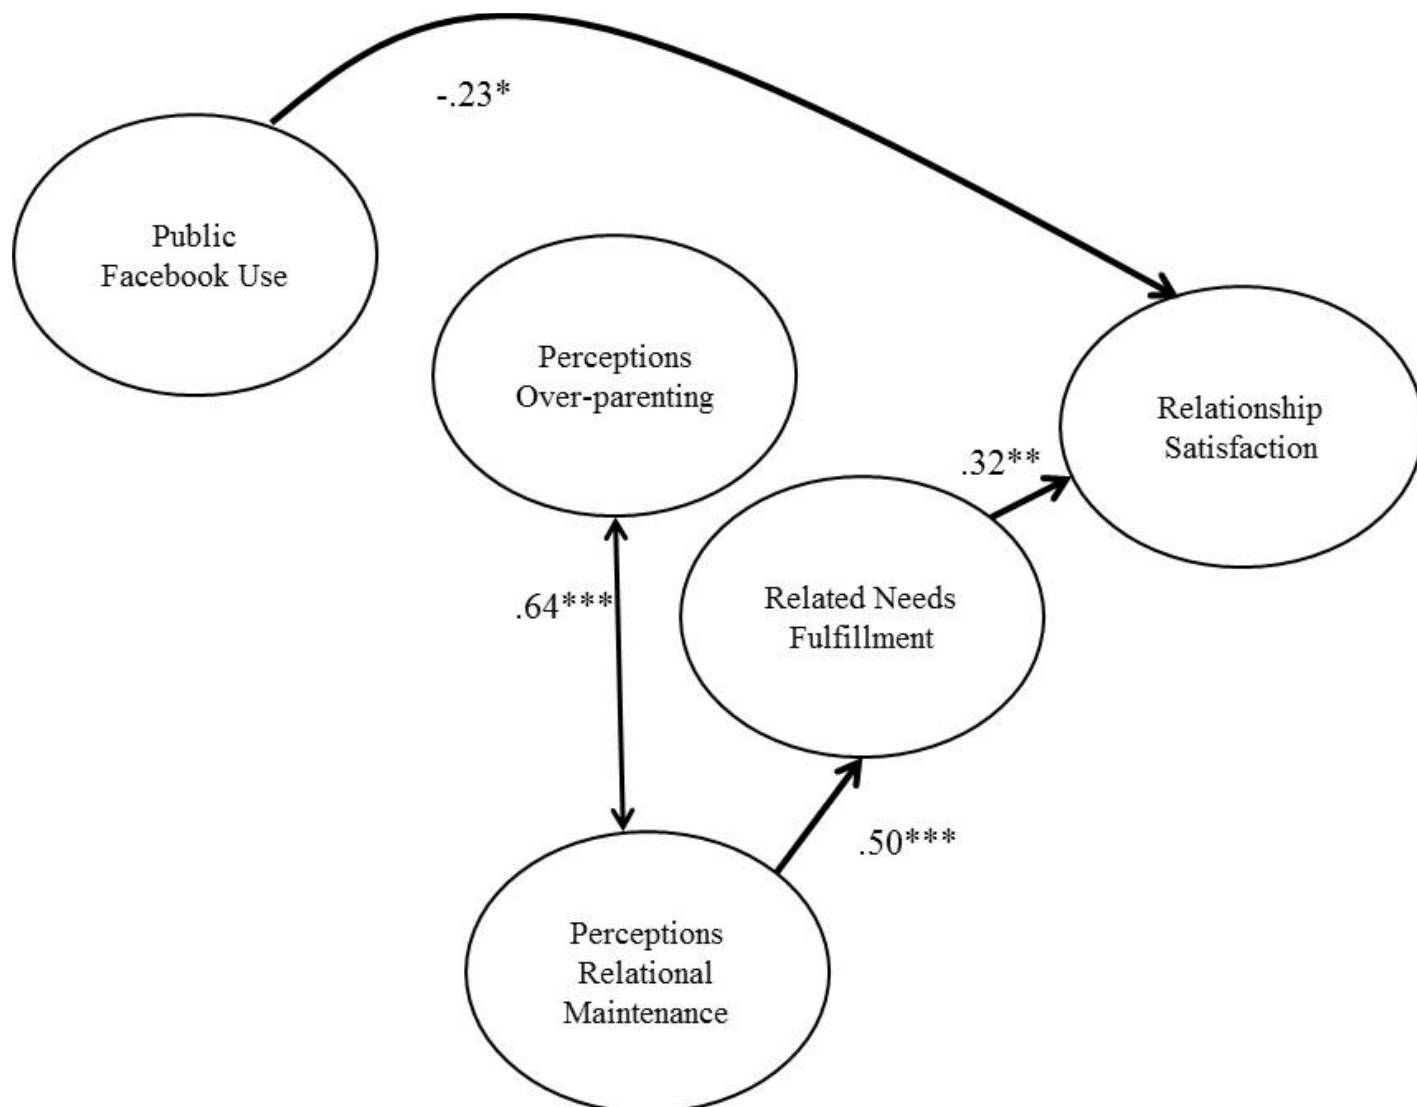 -.23*
Public
Facebook Use
Perceptions
Over-parenting
Relationship
Satisfaction
.32**
Related Needs
Fulfillment
.64***
.50***
Perceptions
Relational
Maintenance